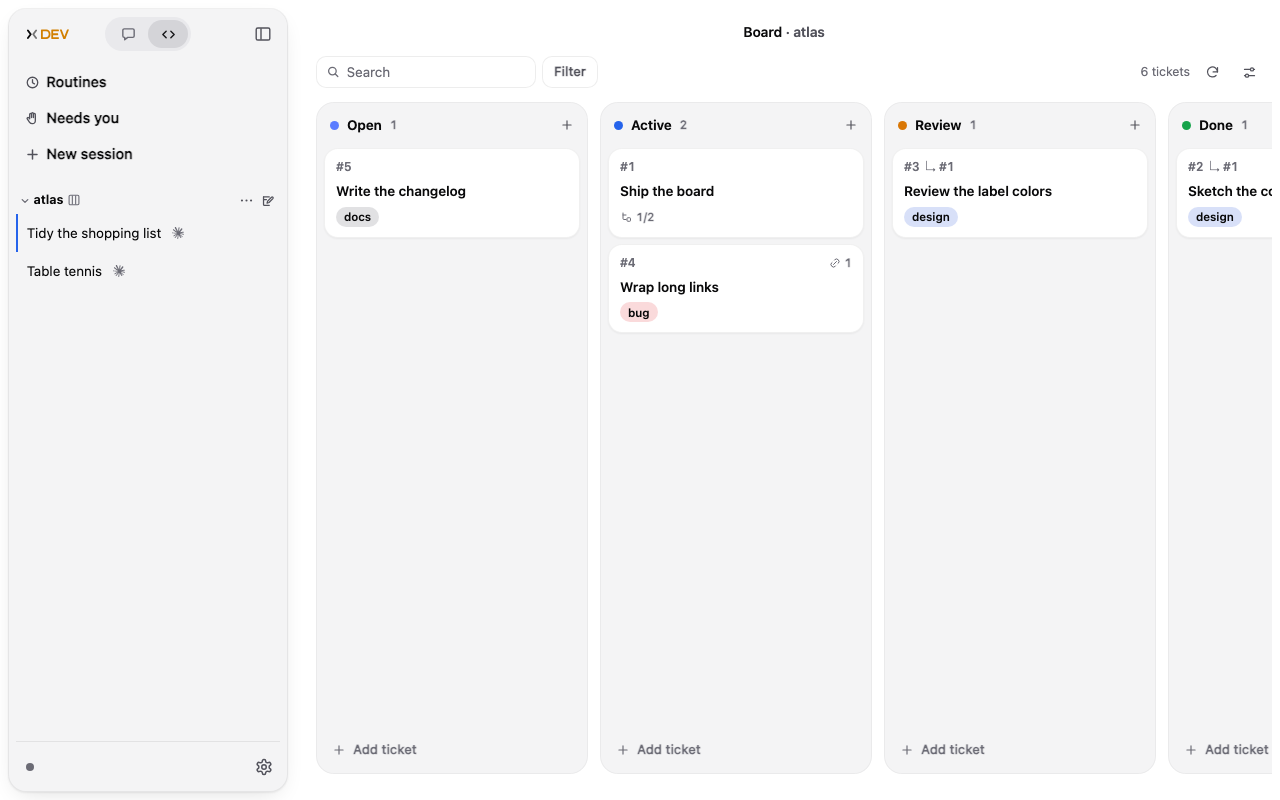 DEV
Routines
Needs you
New session
atlas
Tidy the shopping list
Table tennis
Board · atlas
Search
Filter
6 tickets
Open 1
#5
Write the changelog
docs
Add ticket
Active 2
#1
Ship the board
1/2
#4 1
Wrap long links
bug
Add ticket
Review 1
#3 #1
Review the label colors
design
Add ticket
Done 1
#2 #1
Sketch the
design
Add ticket